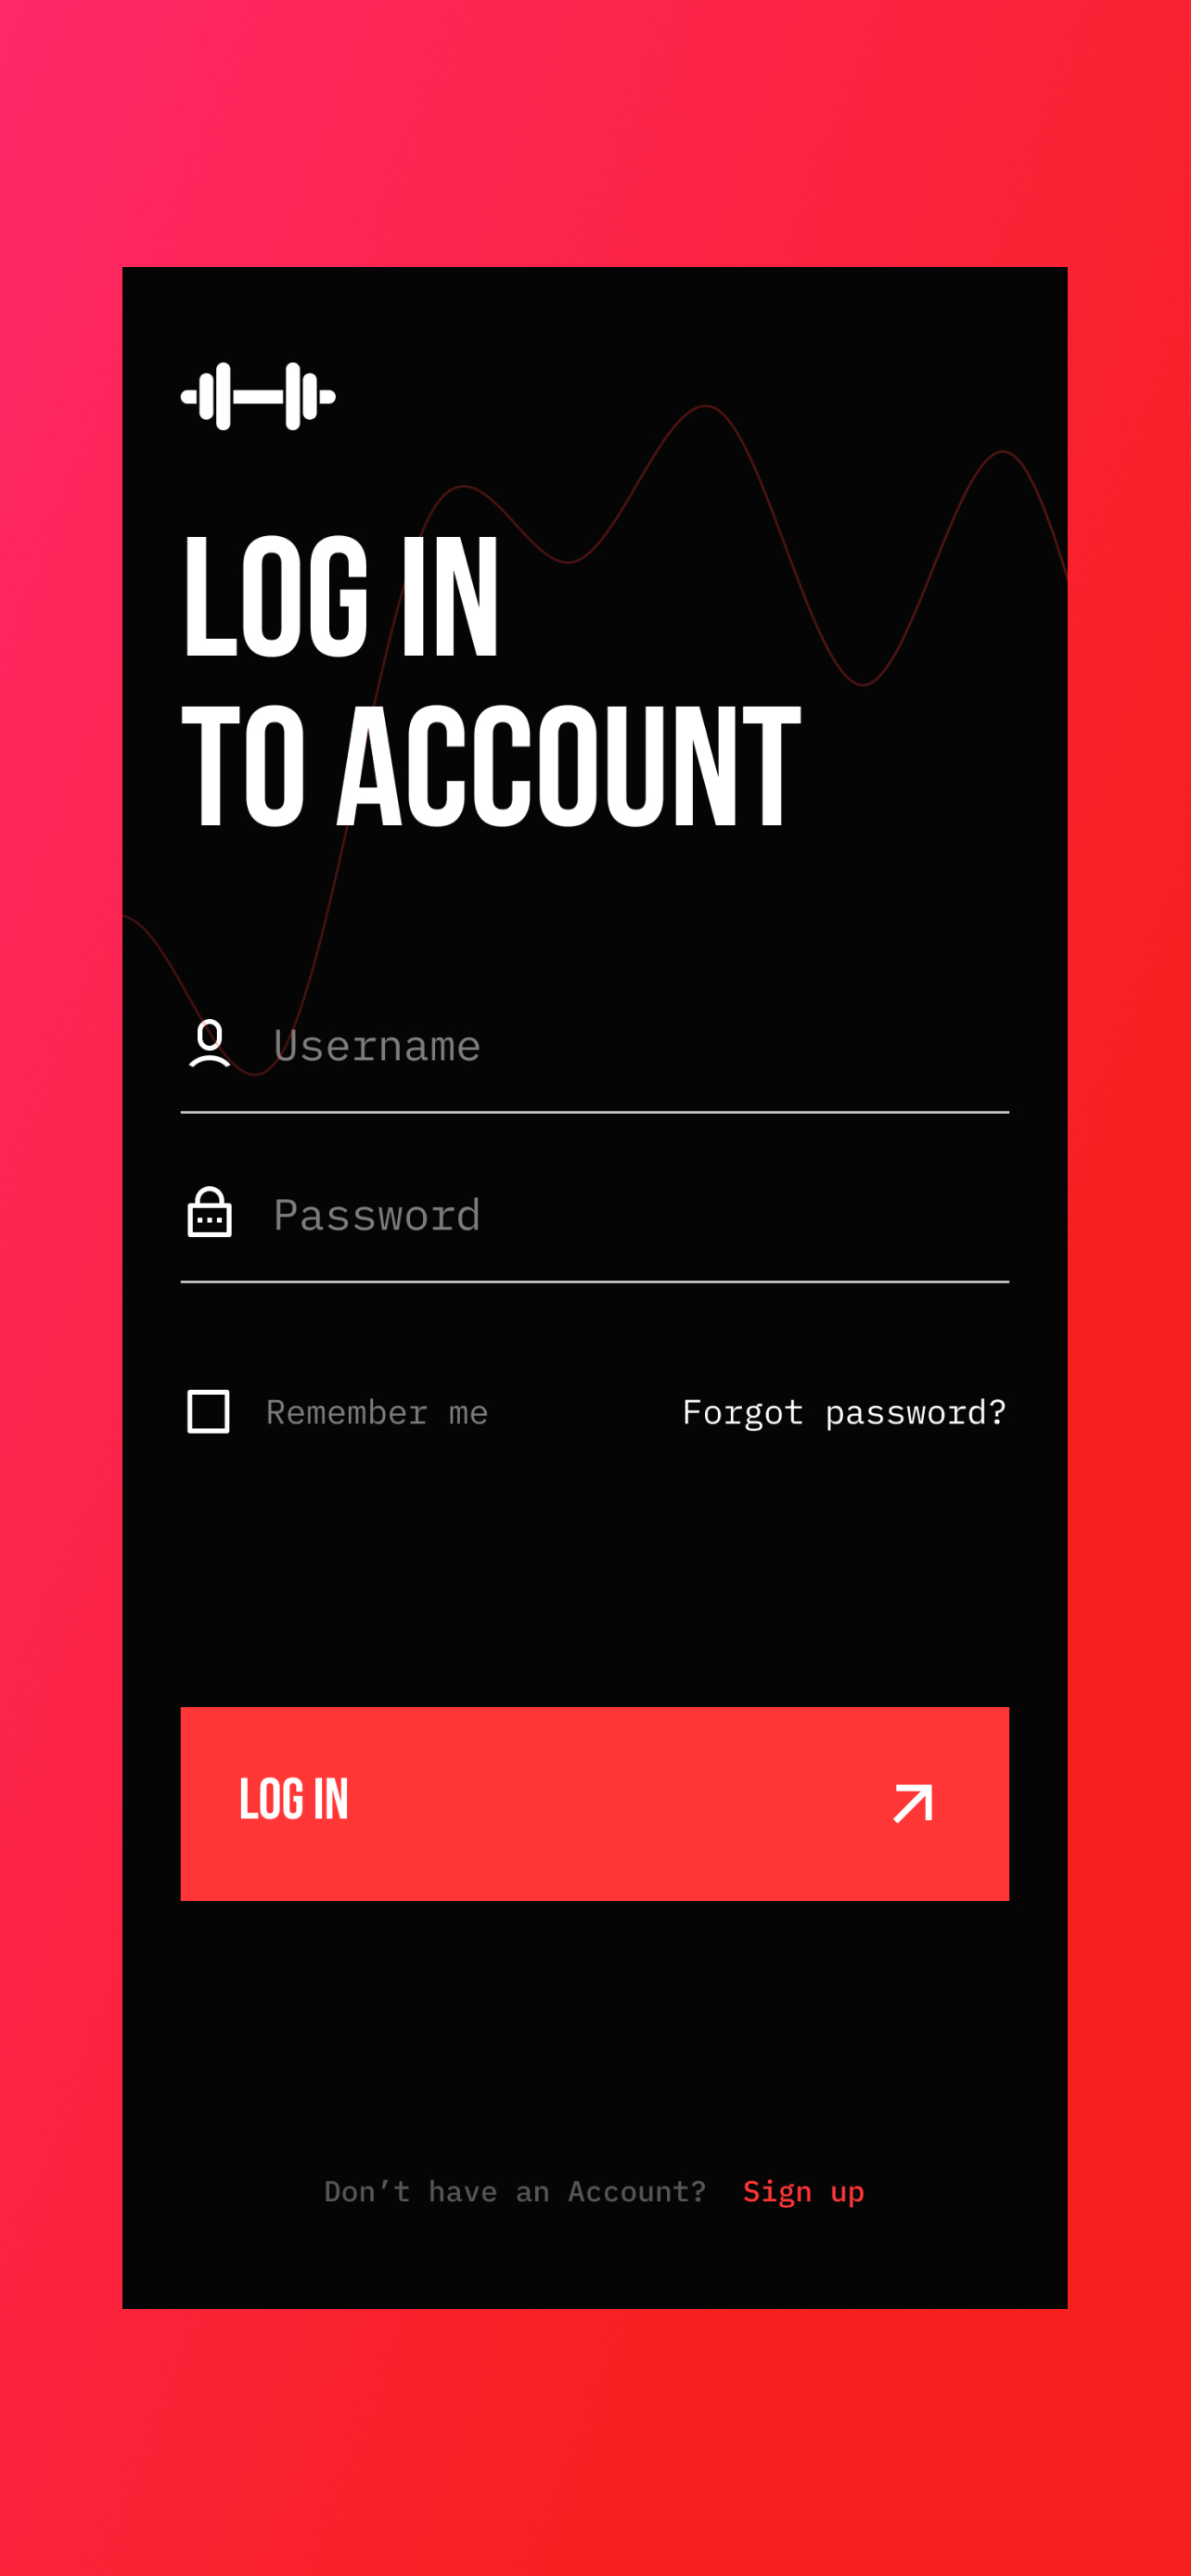 LOG IN
TO ACCOUNT
Username
Password
Remember me
Forgot password?
LOG IN
Don’t have an Account? Sign up